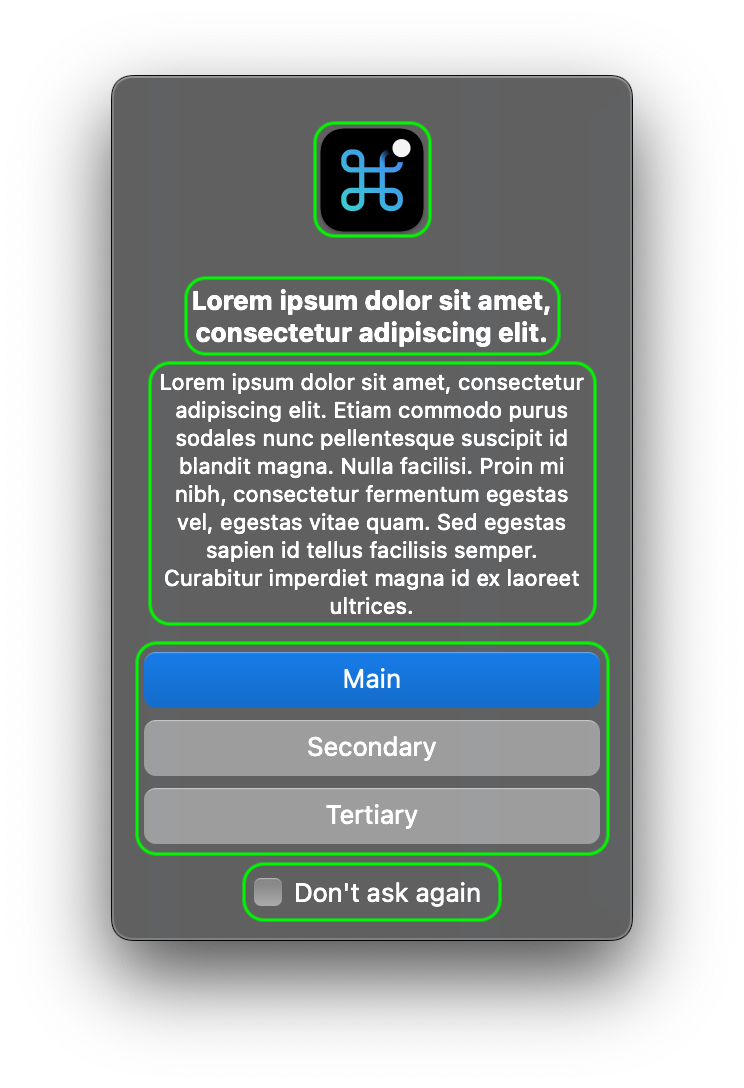 Lorem ipsum dolor sit amet,
consectetur adipiscing elit.
Lorem ipsum dolor sit amet, consectetur
adipiscing elit. Etiam commodo purus
sodales nunc pellentesque suscipit id
blandit magna. Nulla facilisi. Proin mi
nibh, consectetur fermentum egestas
vel, egestas vitae quam. Sed egestas
sapien id tellus facilisis semper.
Curabitur imperdiet magna id ex laoreet
ultrices.
Main
Secondary
Tertiary
Don't ask again